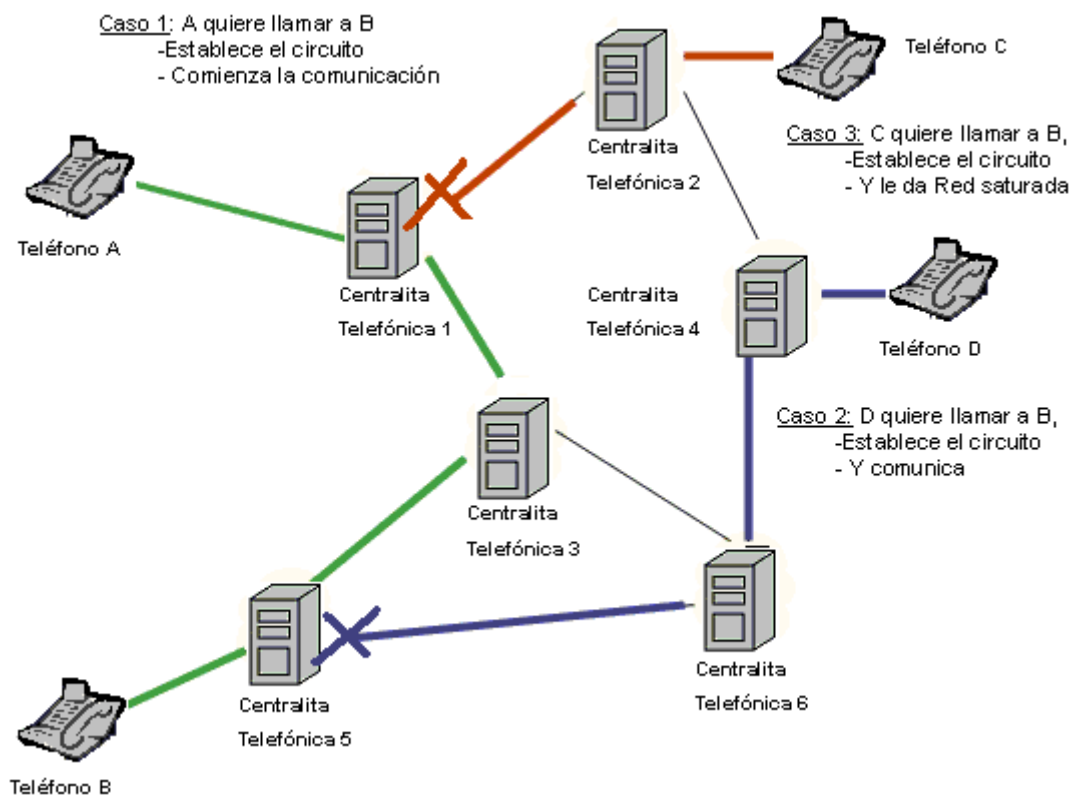 Caso 1: A quiere llamar a B
-Establece el circuito
- Comienza la comunicación
Teléfono C
Centralita
Telefónica 2
Caso 3: C quiere llamar a B,
-Establece el circuito
- Y le da Red saturada
Teléfono A
Centralita
Telefónica 1
Centralita
Telefónica 4
Teléfono D
Caso 2: D quiere llamar a B,
-Establece el circuito
- Y comunica
Centralita
Telefónica 3
Centralita
Telefónica 6
Centralita
Telefónica 5
Teléfono B